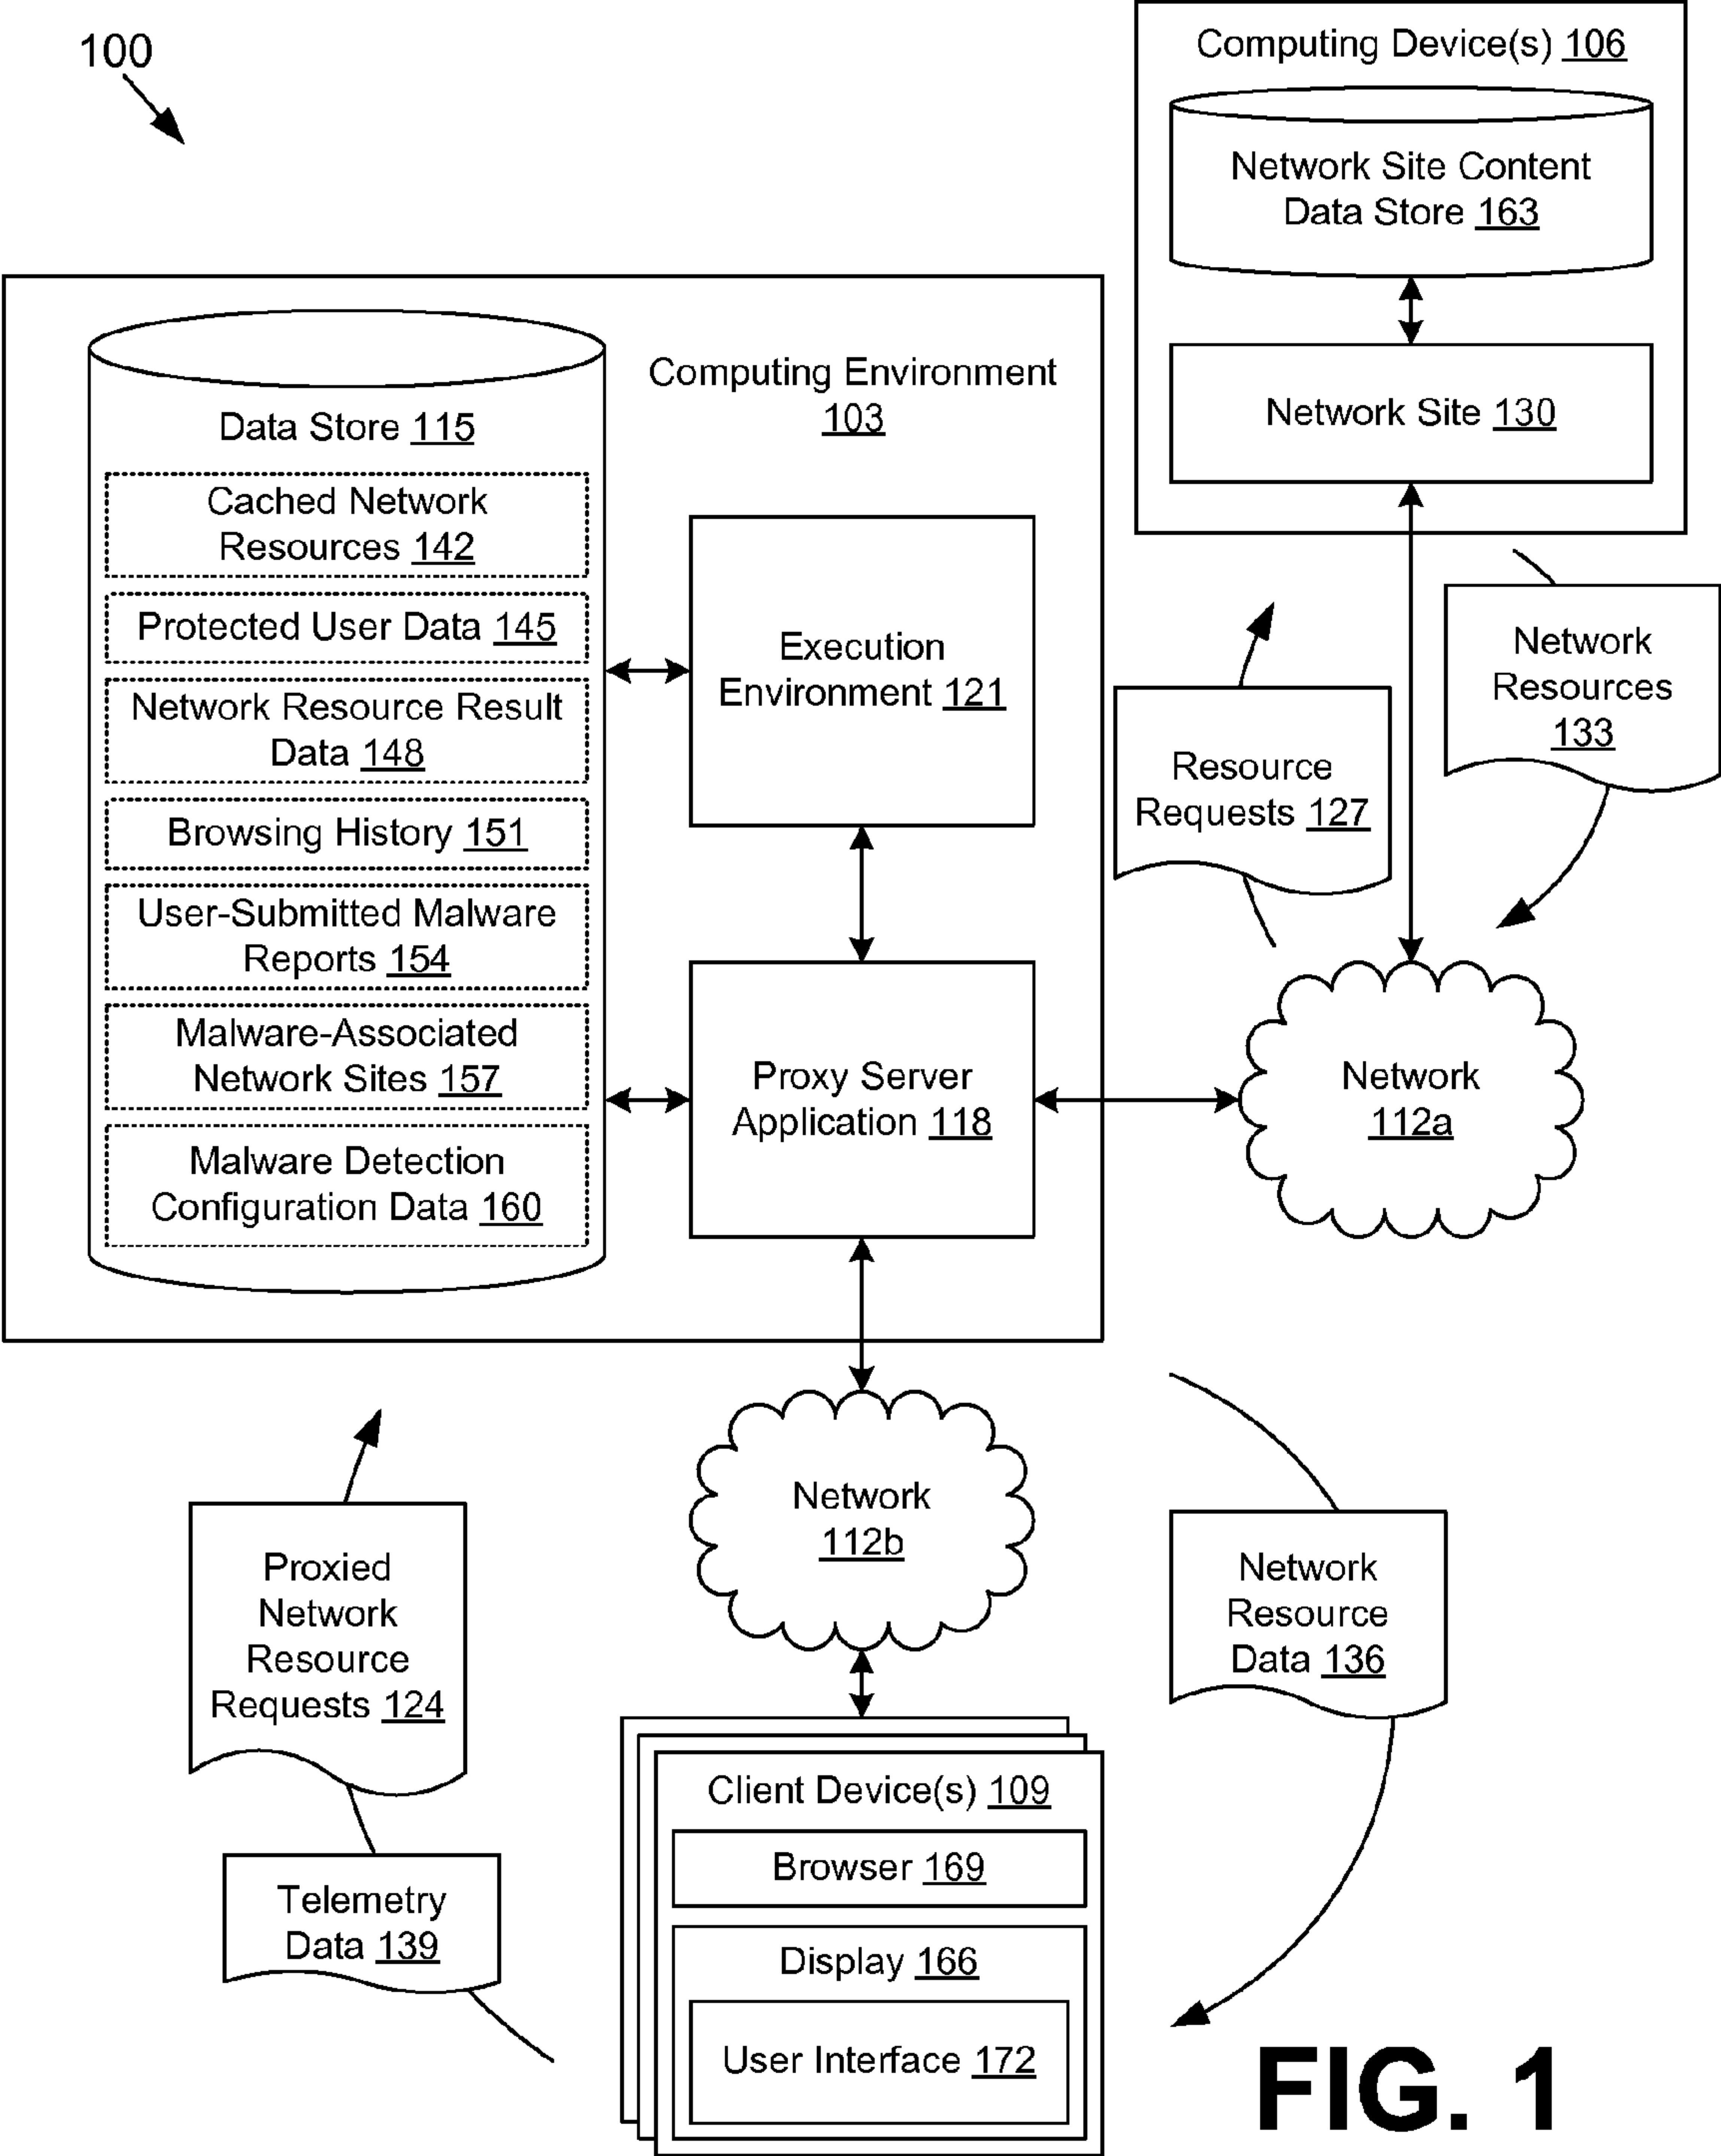 100
Computing Device(s) 106
Network Site Content
Data Store 163
Network Site 130
Computing Environment
103
Data Store 115
Cached Network
Resources 142
Protected User Data 145
Network Resource Result
Data 148
Browsing History 151
User-Submitted Malware
Reports 154
Malware-Associated
Network Sites 157
Malware Detection
Configuration Data 160
Execution
Environment 121
Proxy Server
Application 118
Resource
Requests 127
Network
Resources
133
Network
112a
Network
112b
Proxied
Network
Resource
Requests 124
Telemetry
Data 139
Network
Resource
Data 136
Client Device(s) 109
Browser 169
Display 166
User Interface 172
FIG. 1